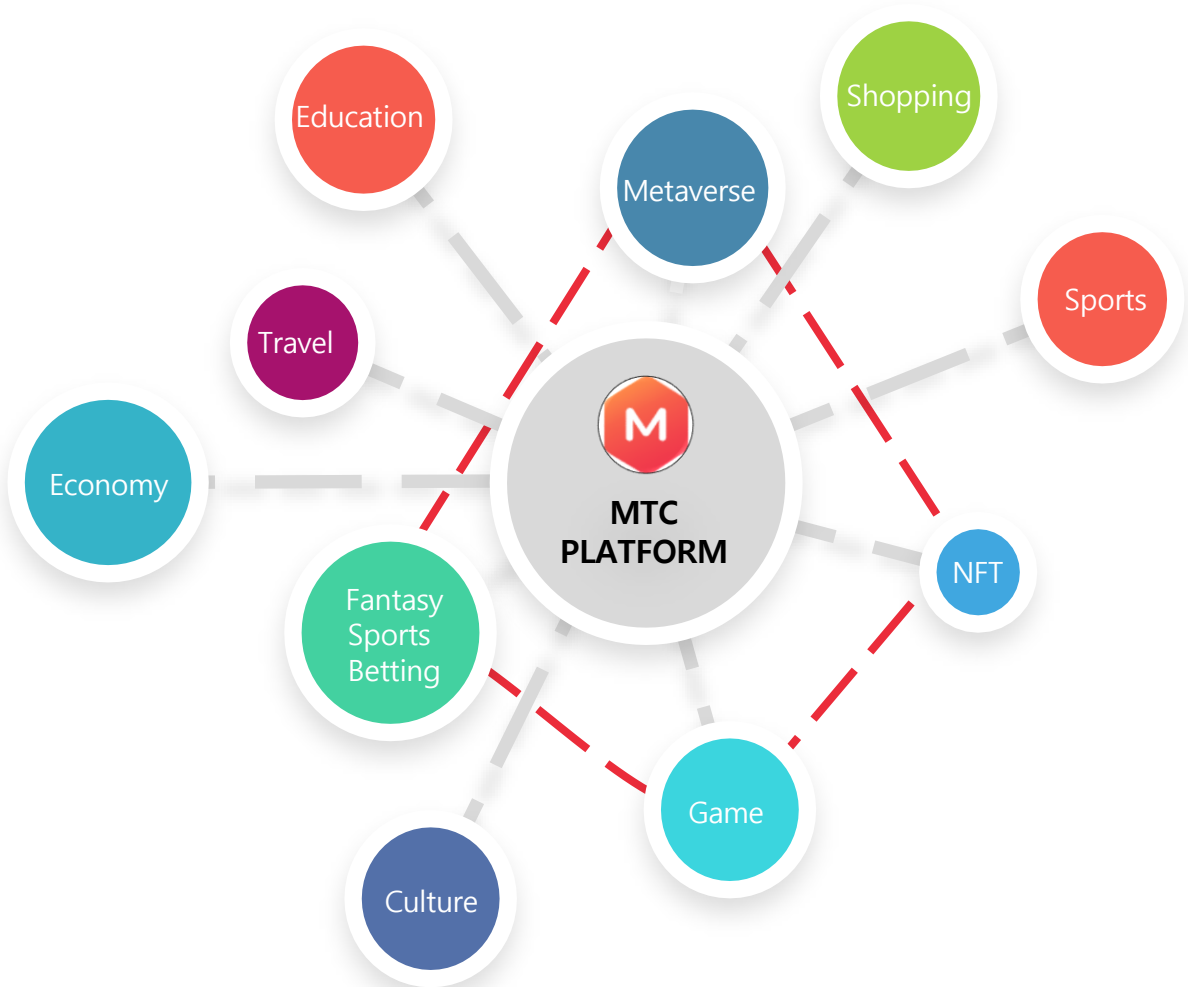 Shopping
Education
Metaverse
Sports
Travel
M
MTC
PLATFORM
Economy
NFT
Fantasy
Sports
Betting
Game
Culture